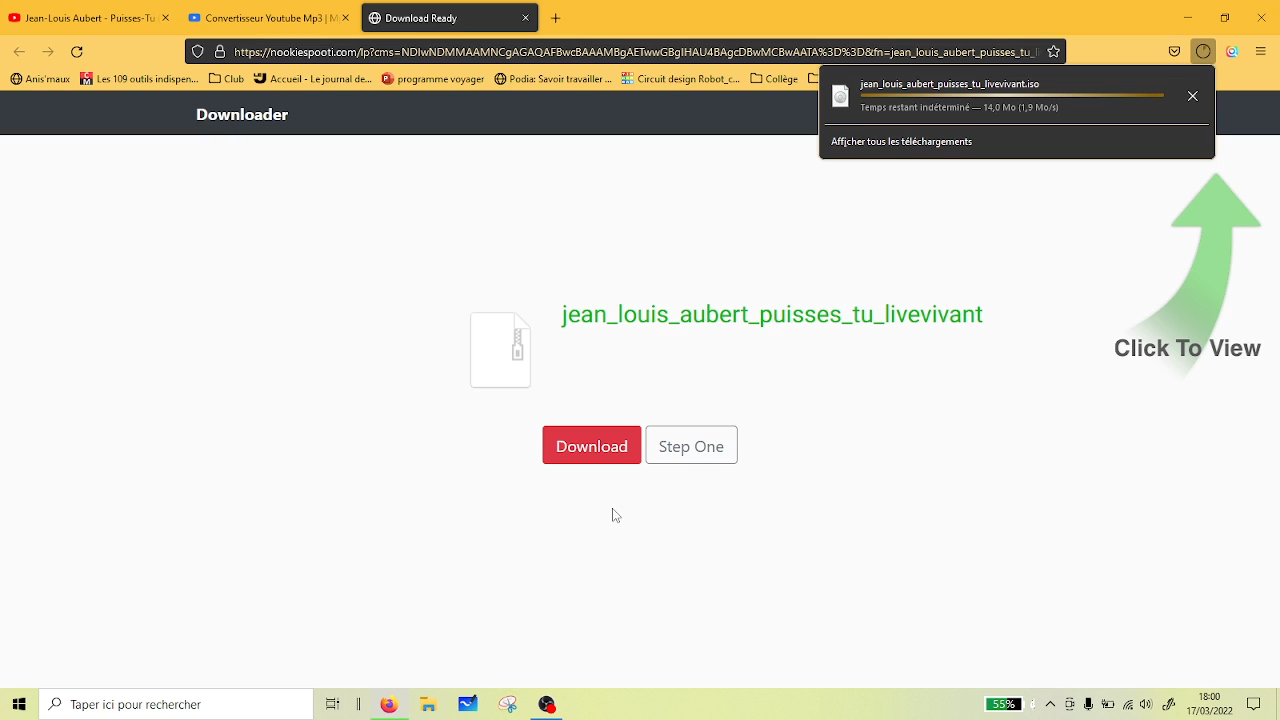 Jean-Louis Aubert - Puisses-Tu
Convertisseur Youtube Mp3 | M
Download Ready
https://nookiespooti.com/lp?cms=NDIwNDMMAAMNCgAGAQAFBwcBAAAMBgAETwwGBgIHAU4BAgcDBwMCBwAATA%3D%3D&fn=jean_louis_aubert_puisses_tu_li
Anis'maux
Les 109 outils indispen...
Club
Accueil - Le journal de...
programme voyager
Podia: Savoir travailler ...
Circuit design Robot_c...
Collège
jean_louis_aubert_puisses_tu_livevivant.iso
Temps restant indéterminé — 14,0 Mo (1,9 Mo/s)
Afficher tous les téléchargements
Downloader
jean_louis_aubert_puisses_tu_livevivant
Click To View
Download
Step One
Taper ici pour rechercher
55%
18:00
17/03/2022